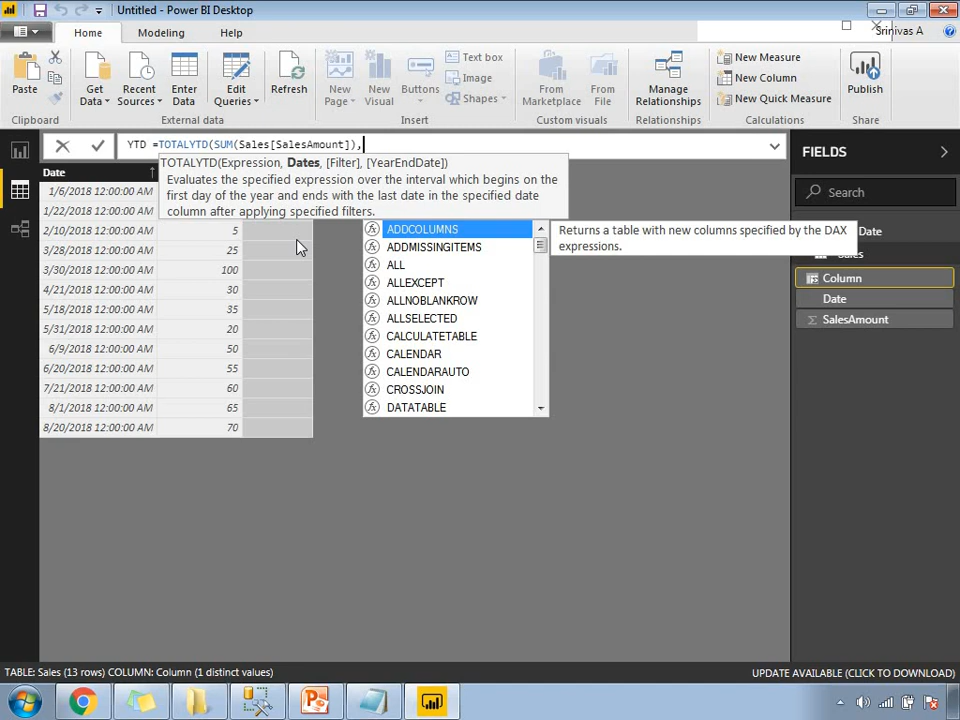 Untitled - Power BI Desktop
Home
Modeling
Help
Srinivas A
Paste
Get Data
Recent Sources
Enter Data
Edit Queries
Refresh
New Page
New Visual
Buttons
Text box
Image
Shapes
From Marketplace
From File
Manage Relationships
New Measure
New Column
New Quick Measure
Publish
Clipboard
External data
Insert
Custom visuals
Relationships
Calculations
Share
YTD =TOTALYTD(SUM(Sales[SalesAmount]),
TOTALYTD(Expression, Dates, [Filter], [YearEndDate])
Evaluates the specified expression over the interval which begins on the
first day of the year and ends with the last date in the specified date
column after applying specified filters.
FIELDS
Search
Date
Sales
Column
Date
SalesAmount
Date
1/6/2018 12:00:00 AM
1/22/2018 12:00:00 AM
2/10/2018 12:00:00 AM 5
3/28/2018 12:00:00 AM 25
3/30/2018 12:00:00 AM 100
4/21/2018 12:00:00 AM 30
5/18/2018 12:00:00 AM 35
5/31/2018 12:00:00 AM 20
6/9/2018 12:00:00 AM 50
6/20/2018 12:00:00 AM 55
7/21/2018 12:00:00 AM 60
8/1/2018 12:00:00 AM 65
8/20/2018 12:00:00 AM 70
ADDCOLUMNS
ADDMISSINGITEMS
ALL
ALLEXCEPT
ALLNOBLANKROW
ALLSELECTED
CALCULATETABLE
CALENDAR
CALENDARAUTO
CROSSJOIN
DATATABLE
Returns a table with new columns specified by the DAX
expressions.
TABLE: Sales (13 rows) COLUMN: Column (1 distinct values)
UPDATE AVAILABLE (CLICK TO DOWNLOAD)